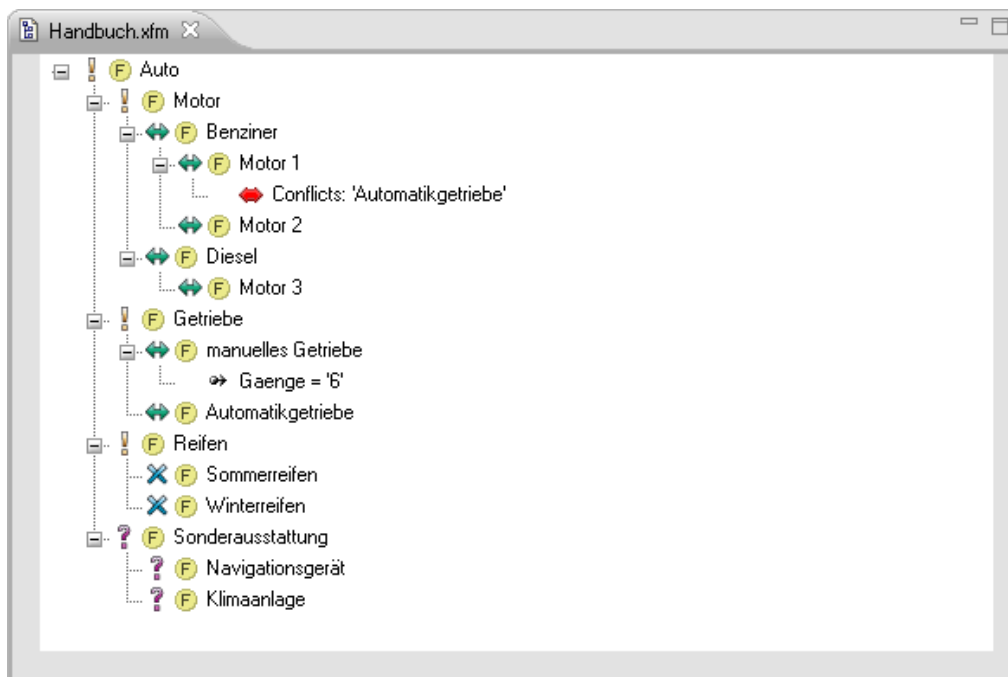 Handbuch.xfm
F Auto
F Motor
F Benziner
F Motor 1
Conflicts: 'Automatikgetriebe'
F Motor 2
F Diesel
F Motor 3
F Getriebe
F manuelles Getriebe
Gaenge = '6'
F Automatikgetriebe
F Reifen
F Sommerreifen
F Winterreifen
F Sonderausstattung
F Navigationsgerät
F Klimaanlage